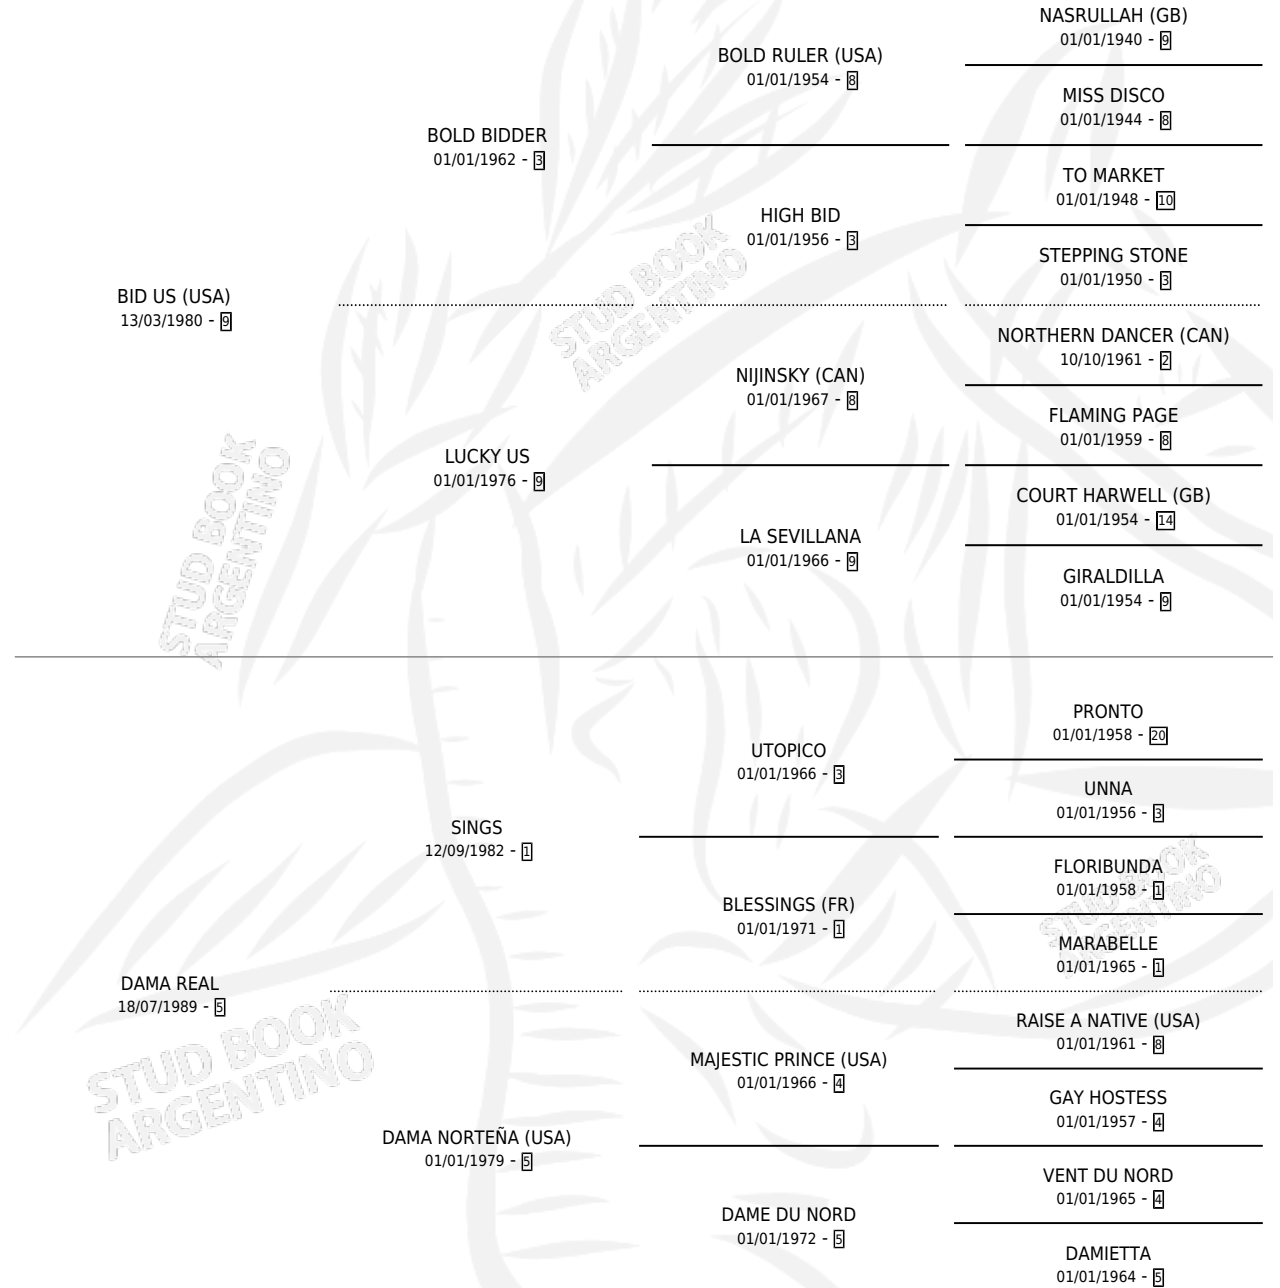 NASRULLAH (GB)
01/01/1940 - 9
BOLD RULER (USA)
01/01/1954 - 8
MISS DISCO
01/01/1944 - 8
BOLD BIDDER
01/01/1962 - 3
TO MARKET
01/01/1948 - 10
HIGH BID
01/01/1956 - 3
STEPPING STONE
01/01/1950 - 3
BID US (USA)
13/03/1980 - 9
NORTHERN DANCER (CAN)
10/10/1961 - 2
NIJINSKY (CAN)
01/01/1967 - 8
FLAMING PAGE
01/01/1959 - 8
LUCKY US
01/01/1976 - 9
COURT HARWELL (GB)
01/01/1954 - 14
LA SEVILLANA
01/01/1966 - 9
GIRALDILLA
01/01/1954 - 9
PRONTO
01/01/1958 - 20
UTOPICO
01/01/1966 - 3
UNNA
01/01/1956 - 3
SINGS
12/09/1982 - 1
FLORIBUNDA
01/01/1958 - 1
BLESSINGS (FR)
01/01/1971 - 1
MARABELLE
01/01/1965 - 1
DAMA REAL
18/07/1989 - 5
RAISE A NATIVE (USA)
01/01/1961 - 8
MAJESTIC PRINCE (USA)
01/01/1966 - 4
GAY HOSTESS
01/01/1957 - 4
DAMA NORTEÑA (USA)
01/01/1979 - 5
VENT DU NORD
01/01/1965 - 4
DAME DU NORD
01/01/1972 - 5
DAMIETTA
01/01/1964 - 5
STUD BOOK
ARGENTINO
STUD BOOK
ARGENTINO
STUD BOOK
ARGENTINO
STUD BOOK
ARGENTINO